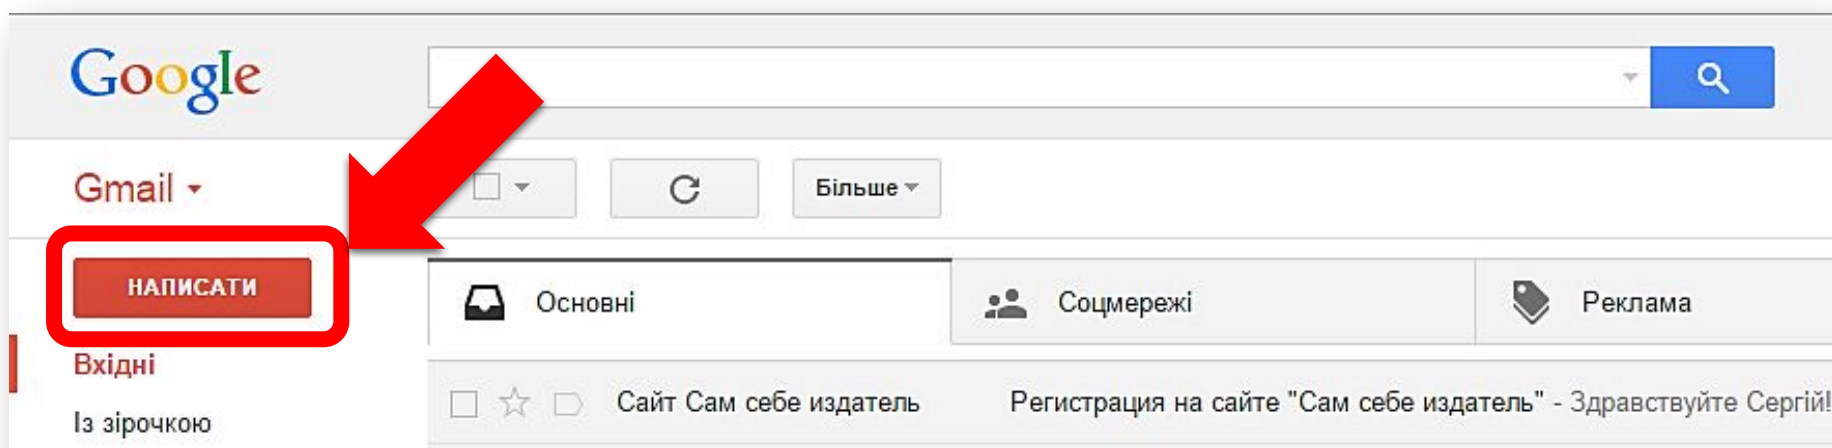 Google
Gmail
Більше
НАПИСАТИ
Основні
Соцмережі
Реклама
Вхідні
Сайт Сам себе издатель Регистрация на сайте "Сам себе издатель" - Здравствуйте Сергій!
Із зірочкою